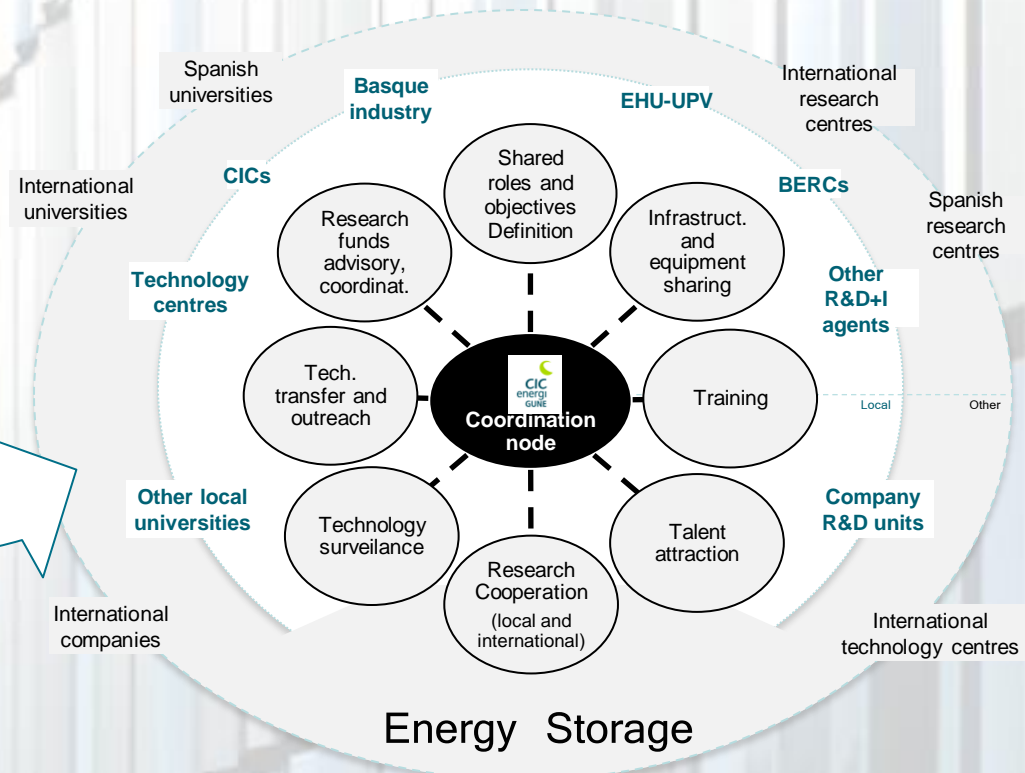 Spanish
universities
Basque
industry
EHU-UPV
International
research
centres
CICs
BERCs
International
universities
Spanish
research
centres
Shared
roles and
objectives
Definition
Research
funds
advisory,
coordinat.
Infrastruct.
and
equipment
sharing
Technology
centres
Other
R&D+I
agents
Tech.
transfer and
outreach
CIC
energi
GUNE
Coordination
node
Training
Local
Other
Other local
universities
Technology
surveilance
Research
Cooperation
(local and
international)
Talent
attraction
Company
R&D units
International
companies
International
technology centres
Energy Storage